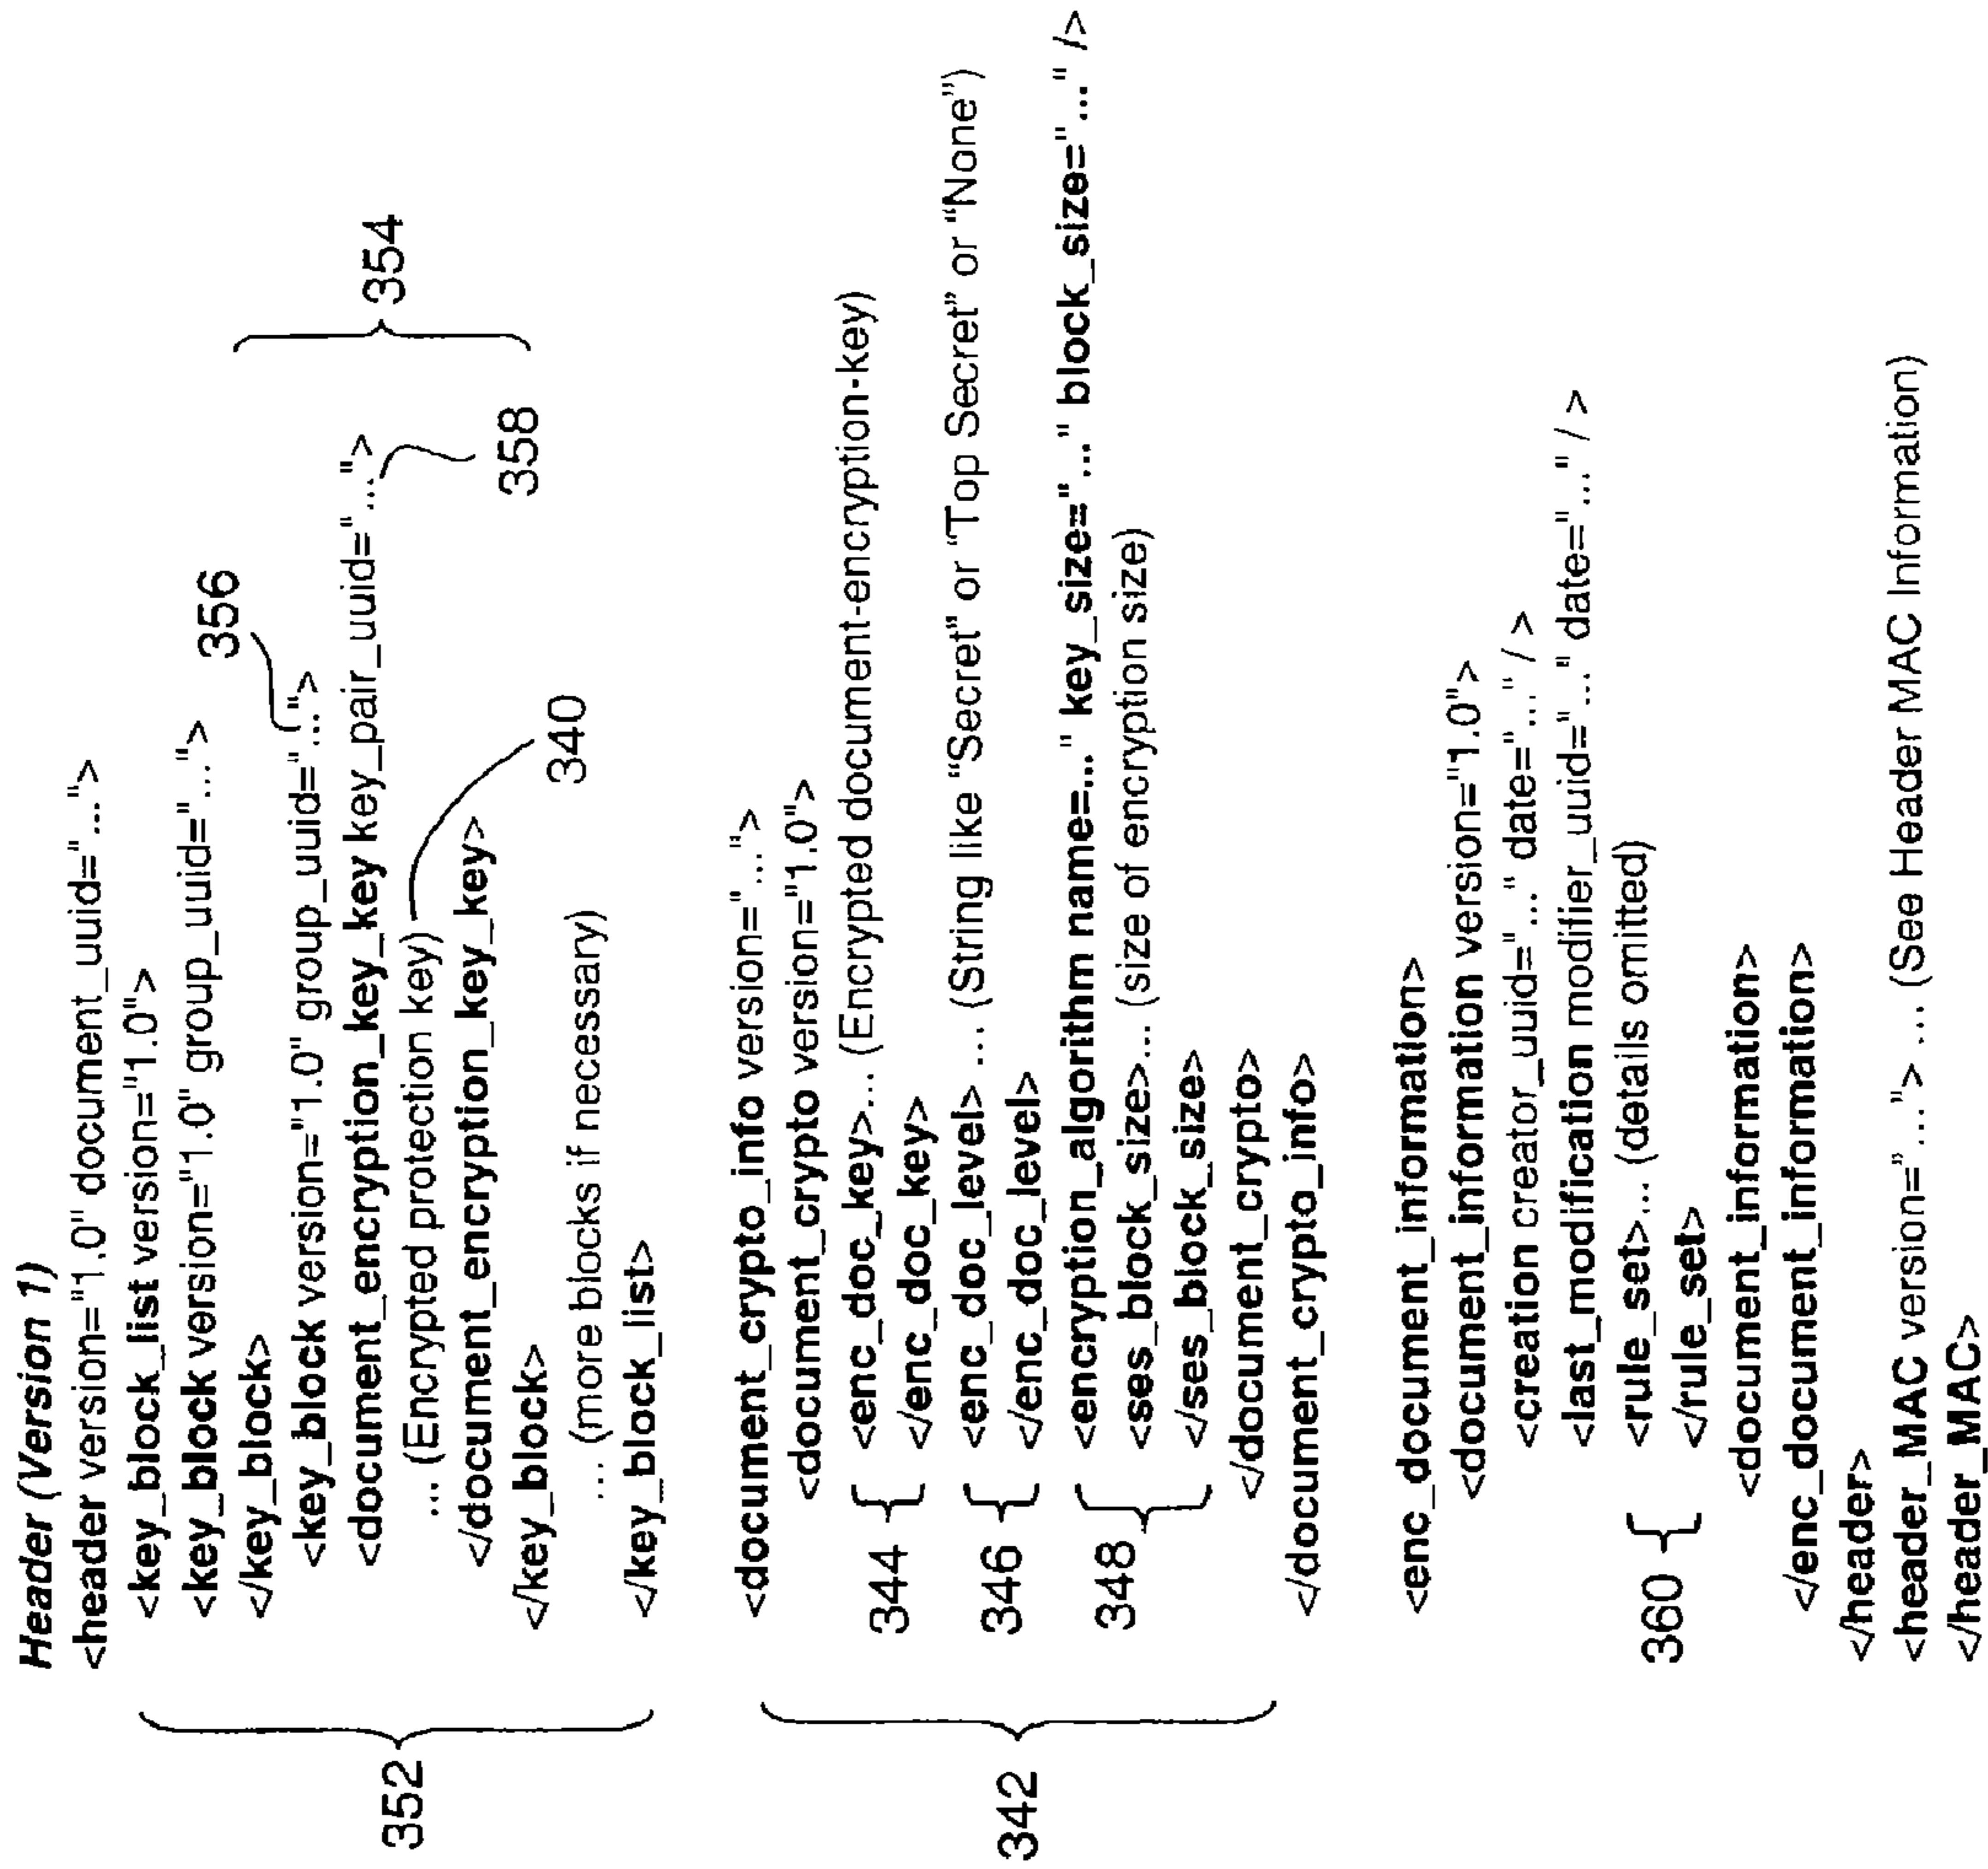 Header (Version 1)
<header version="1.0" document_uuid="...">
<key_block_list version="1.0">
<key_block version="1.0" group_uuid="...">
</key_block>
<key_block version="1.0" group_uuid="...">
356
<document_encryption_key_key key_pair_uuid="...">
358
354
... (Encrypted protection key)
340
</document_encryption_key_key>
</key_block>
... (more blocks if necessary)
</key_block_list>
352
<document_crypto_info version="...">
<document_crypto version="1.0">
344
<enc_doc_key>... (Encrypted document-encryption-key)
</enc_doc_key>
346
<enc_doc_level> ... (String like "Secret" or "Top Secret" or "None")
</enc_doc_level>
348
<encryption_algorithm name=..." key_size="..." block_size="..." />
<ses_block_size>... (size of encryption size)
</ses_block_size>
</document_crypto>
</document_crypto_info>
342
<enc_document_information>
<document_information version="1.0">
<creation creator_uuid="..." date="..." / >
<last_modification modifier_uuid="..." date="..." / >
360
<rule_set>... (details omitted)
</rule_set>
<document_information>
</enc_document_information>
</header>
<header_MAC version="..."> ... (See Header MAC Information)
</header_MAC>